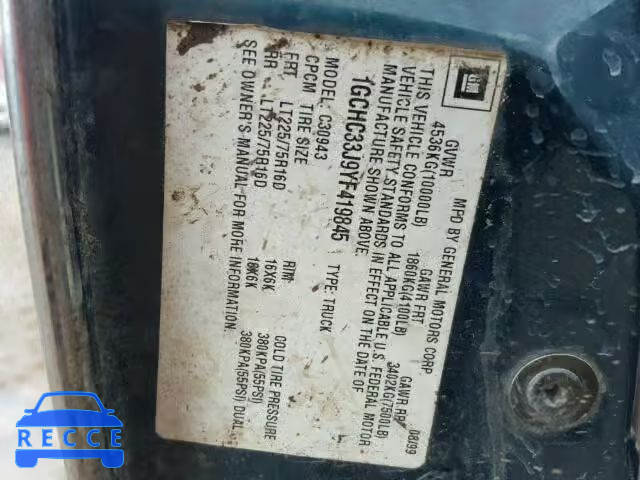 GM
MFD BY GENERAL MOTORS CORP 08/99
GVWR GAWR FRT GAWR RR
4536KG(10000LB) 1860KG(4100LB) 3402KG(7500LB)
THIS VEHICLE CONFORMS TO ALL APPLICABLE U.S. FEDERAL MOTOR
VEHICLE SAFETY STANDARDS IN EFFECT ON THE DATE OF
MANUFACTURE SHOWN ABOVE.
1GCHC33J9YF419845 TYPE: TRUCK
MODEL: C30943
CPCM TIRE SIZE RIM COLD TIRE PRESSURE
FRT LT225/75R16D 16X6K 380KPA(55PSI)
RR LT225/75R16D 16X6K 380KPA(55PSI) DUAL
SEE OWNER'S MANUAL FOR MORE INFORMATION.
RECCE